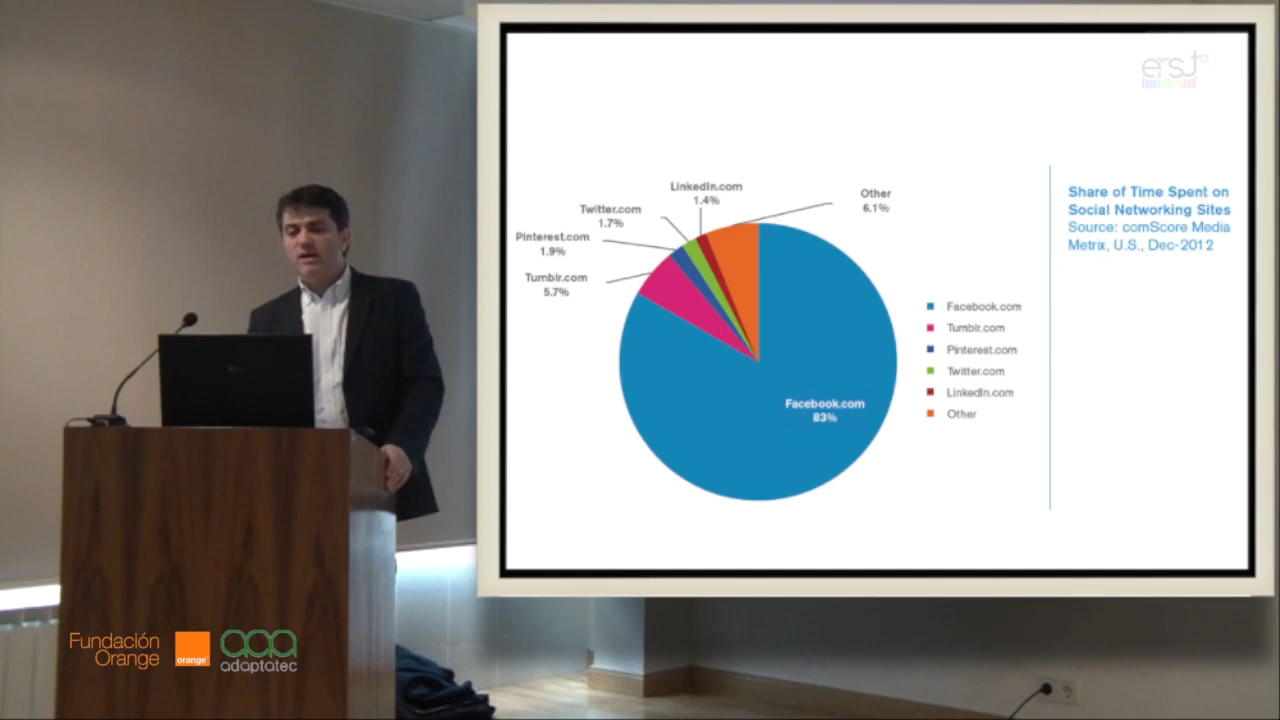 ersj13
LinkedIn.com
1.4%
Other
6.1%
Twitter.com
1.7%
Pinterest.com
1.9%
Tumblr.com
5.7%
Facebook.com
83%
Facebook.com
Tumblr.com
Pinterest.com
Twitter.com
LinkedIn.com
Other
Share of Time Spent on
Social Networking Sites
Source: comScore Media
Metrix, U.S., Dec-2012
Fundación
Orange
orange
adaptatec